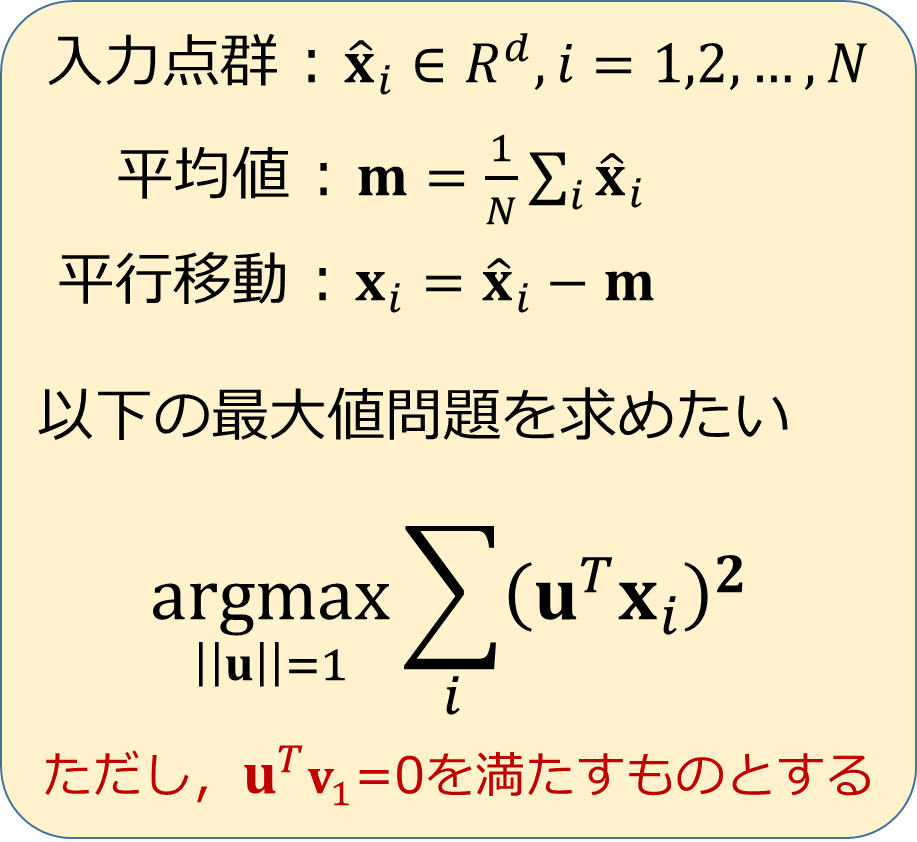 入力点群：x̂ᵢ ∈ Rᵈ, i = 1,2, … , N
平均値：m = 1/N ∑ᵢ x̂ᵢ
平行移動：xᵢ = x̂ᵢ − m
以下の最大値問題を求めたい
argmax ∑ (uᵀxᵢ)²
||u||=1 i
ただし，uᵀv₁=0を満たすものとする